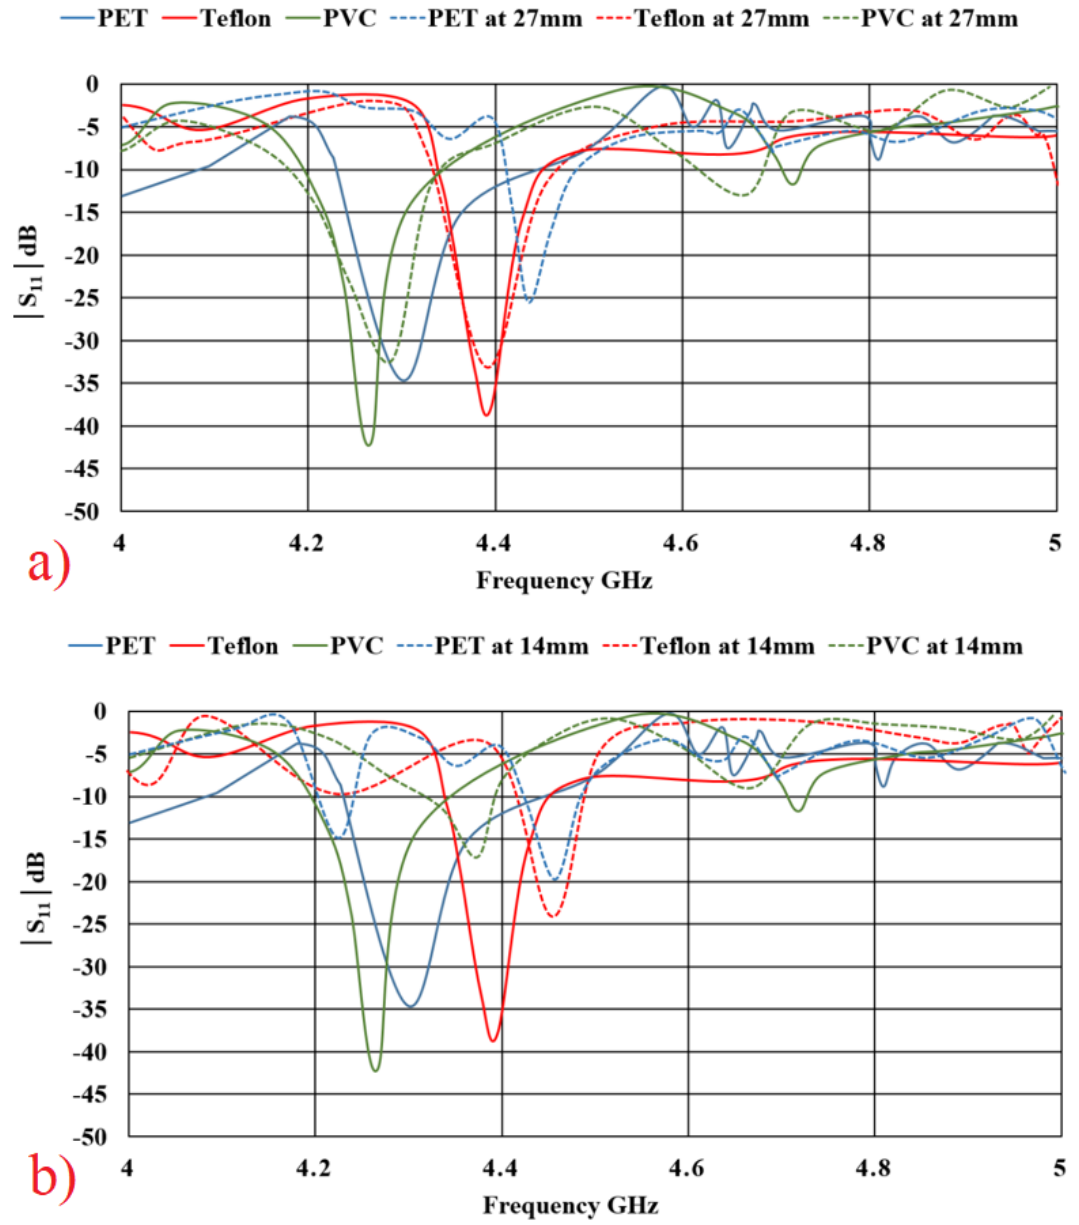 PET Teflon PVC PET at 27mm Teflon at 27mm PVC at 27mm
0
-5
-10
-15
-20
-25
-30
-35
-40
-45
-50
|S11| dB
4 4.2 4.4 4.6 4.8 5
Frequency GHz
a)
PET Teflon PVC PET at 14mm Teflon at 14mm PVC at 14mm
0
-5
-10
-15
-20
-25
-30
-35
-40
-45
-50
|S11| dB
4 4.2 4.4 4.6 4.8 5
Frequency GHz
b)